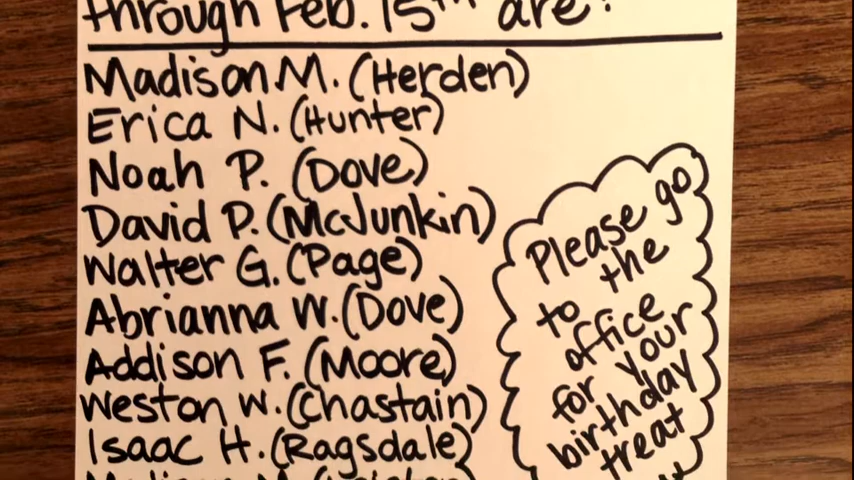 through Feb. 15th are:
Madison M. (Herden)
Erica N. (Hunter)
Noah P. (Dove)
David P. (McJunkin)
Walter G. (Page)
Abrianna W. (Dove)
Addison F. (Moore)
Weston W. (Chastain)
Isaac H. (Ragsdale)
Please go
to the
office
for your
birthday
treat